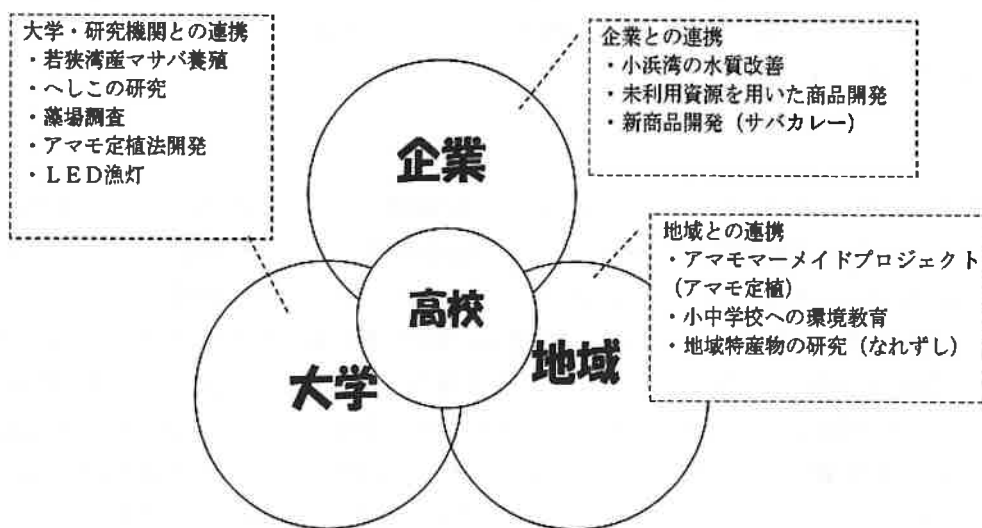 大学・研究機関との連携
・若狭湾産マサバ養殖
・へしこの研究
・藻場調査
・アマモ定植法開発
・ＬＥＤ漁灯
企業との連携
・小浜湾の水質改善
・未利用資源を用いた商品開発
・新商品開発（サバカレー）
地域との連携
・アマモマーメイドプロジェクト
（アマモ定植）
・小中学校への環境教育
・地域特産物の研究（なれずし）
企業
高校
大学
地域